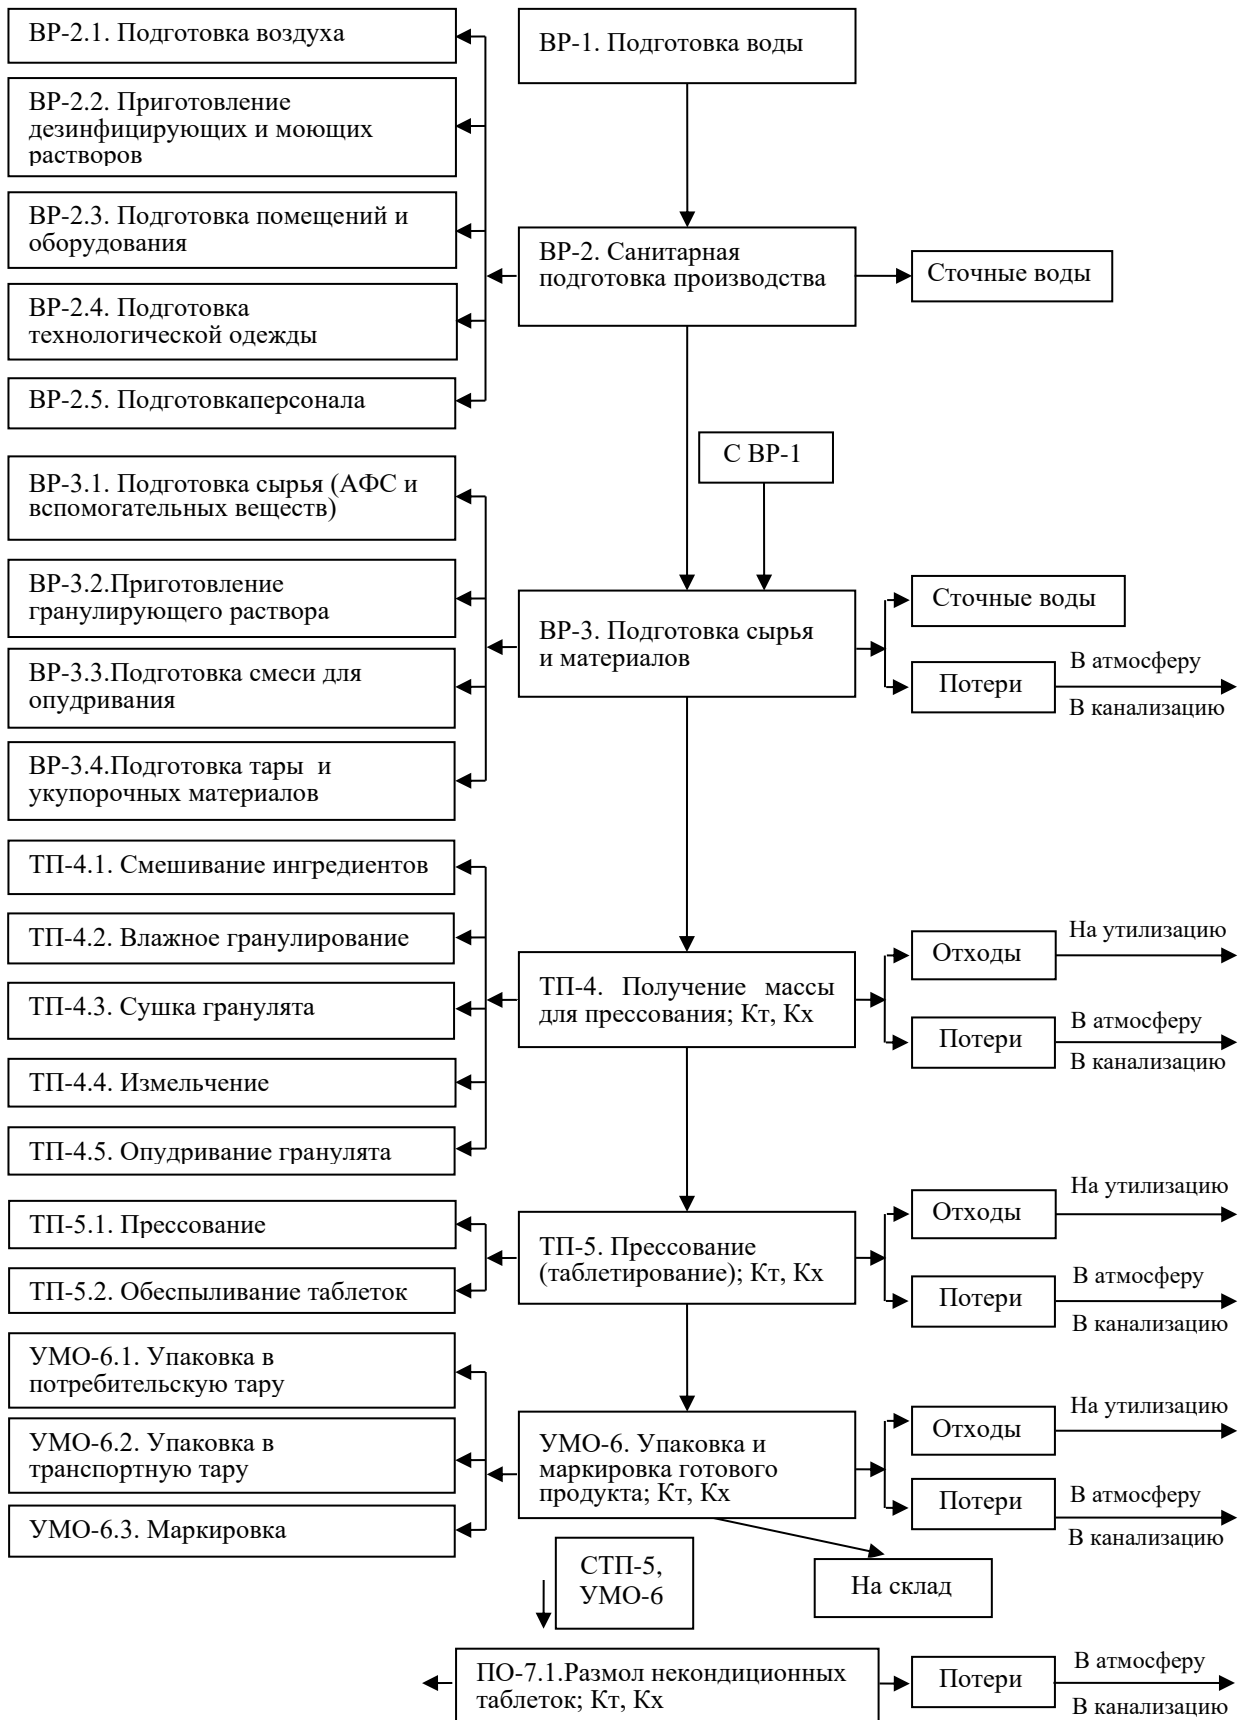 ВР-2.1. Подготовка воздуха
ВР-1. Подготовка воды
ВР-2.2. Приготовление
дезинфицирующих и моющих
растворов
ВР-2.3. Подготовка помещений и
оборудования
ВР-2. Санитарная
подготовка производства
Сточные воды
ВР-2.4. Подготовка
технологической одежды
ВР-2.5. Подготовкаперсонала
С ВР-1
ВР-3.1. Подготовка сырья (АФС и
вспомогательных веществ)
ВР-3.2.Приготовление
гранулирующего раствора
ВР-3. Подготовка сырья
и материалов
Сточные воды
Потери
В атмосферу
В канализацию
ВР-3.3.Подготовка смеси для
опудривания
ВР-3.4.Подготовка тары и
укупорочных материалов
ТП-4.1. Смешивание ингредиентов
ТП-4.2. Влажное гранулирование
ТП-4.3. Сушка гранулята
ТП-4. Получение массы
для прессования; Кт, Кх
Отходы
На утилизацию
Потери
В атмосферу
В канализацию
ТП-4.4. Измельчение
ТП-4.5. Опудривание гранулята
ТП-5.1. Прессование
ТП-5.2. Обеспыливание таблеток
ТП-5. Прессование
(таблетирование); Кт, Кх
Отходы
На утилизацию
Потери
В атмосферу
В канализацию
УМО-6.1. Упаковка в
потребительскую тару
УМО-6.2. Упаковка в
транспортную тару
УМО-6.3. Маркировка
УМО-6. Упаковка и
маркировка готового
продукта; Кт, Кх
Отходы
На утилизацию
Потери
В атмосферу
В канализацию
СТП-5,
УМО-6
На склад
ПО-7.1.Размол некондиционных
таблеток; Кт, Кх
Потери
В атмосферу
В канализацию